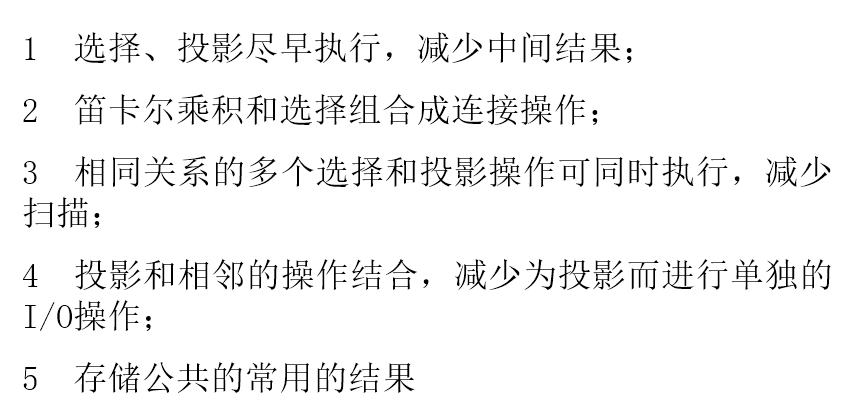 1  选择、投影尽早执行，减少中间结果；
2  笛卡尔乘积和选择组合成连接操作；
3  相同关系的多个选择和投影操作可同时执行，减少
扫描；
4  投影和相邻的操作结合，减少为投影而进行单独的
I/O操作；
5  存储公共的常用的结果